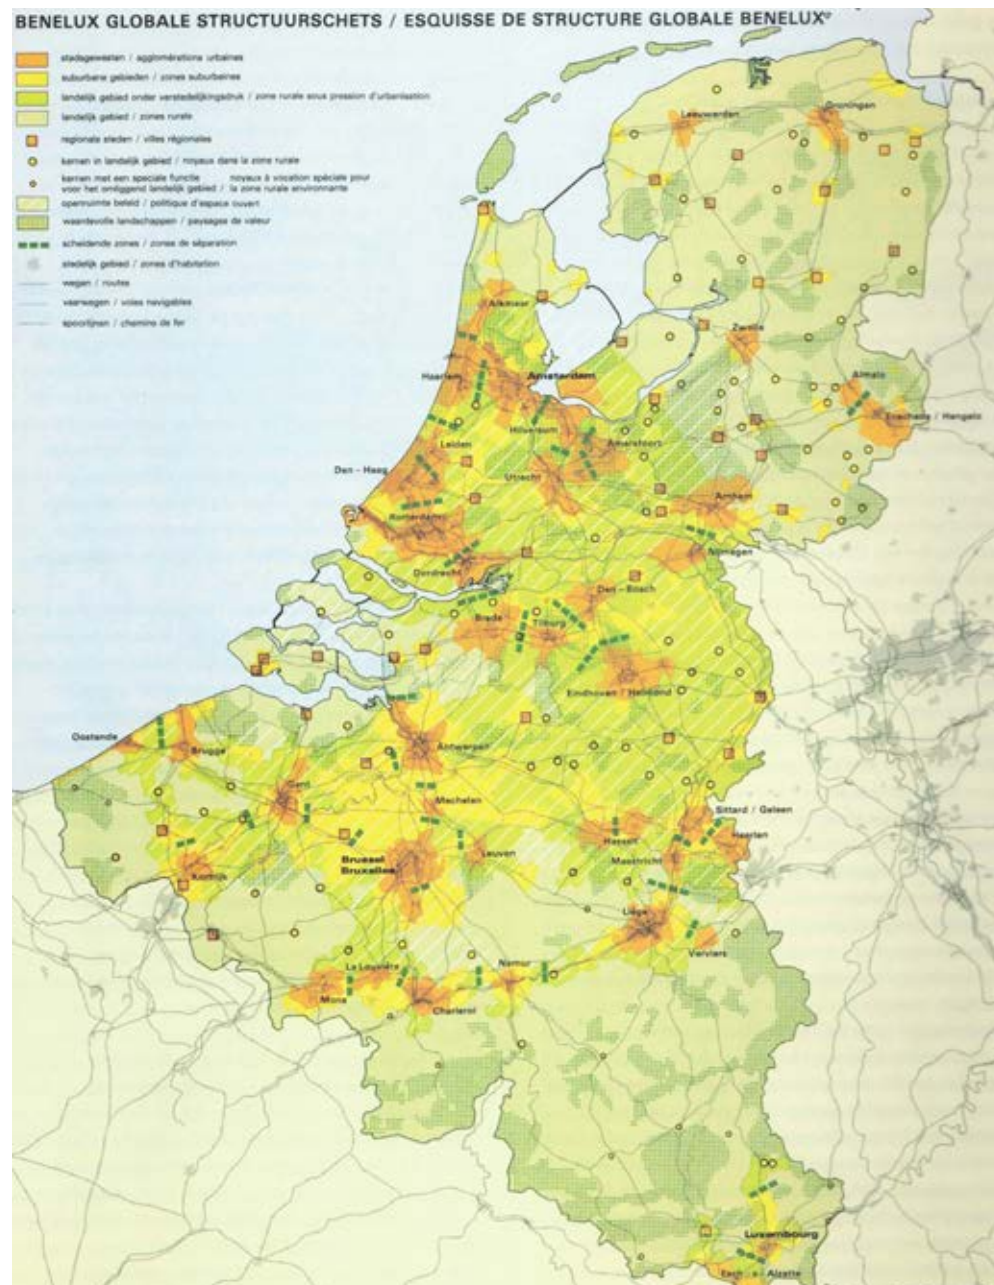 BENELUX GLOBALE STRUCTUURSCHETS / ESQUISSE DE STRUCTURE GLOBALE BENELUX
stadsgewesten / agglomérations urbaines
suburbane gebieden / zones suburbaines
landelijk gebied onder verstedelijkingsdruk / zone rurale sous pression d'urbanisation
landelijk gebied / zones rurales
regionale steden / villes régionales
kernen in landelijk gebied / noyaux dans la zone rurale
kernen met een speciale functie noyaux à vocation spéciale pour
voor het omliggend landelijk gebied / la zone rurale environnante
openruimte beleid / politique d'espace ouvert
waardevolle landschappen / paysages de valeur
scheidende zones / zones de séparation
stedelijk gebied / zones d'habitation
wegen / routes
vaarwegen / voies navigables
spoorlijnen / chemins de fer
Leeuwarden
Groningen
Alkmaar
Zwolle
Haarlem
Amsterdam
Almelo
Enschede / Hengelo
Hilversum
Leiden
Amersfoort
Den - Haag
Utrecht
Arnhem
Rotterdam
Nijmegen
Dordrecht
Den - Bosch
Breda
Tilburg
Eindhoven / Helmond
Oostende
Brugge
Antwerpen
Gent
Mechelen
Sittard / Geleen
Hasselt
Heerlen
Brussel
Bruxelles
Leuven
Maastricht
Kortrijk
Liège
Verviers
La Louvière
Namur
Mons
Charleroi
Luxembourg
Esch - s - Alzette